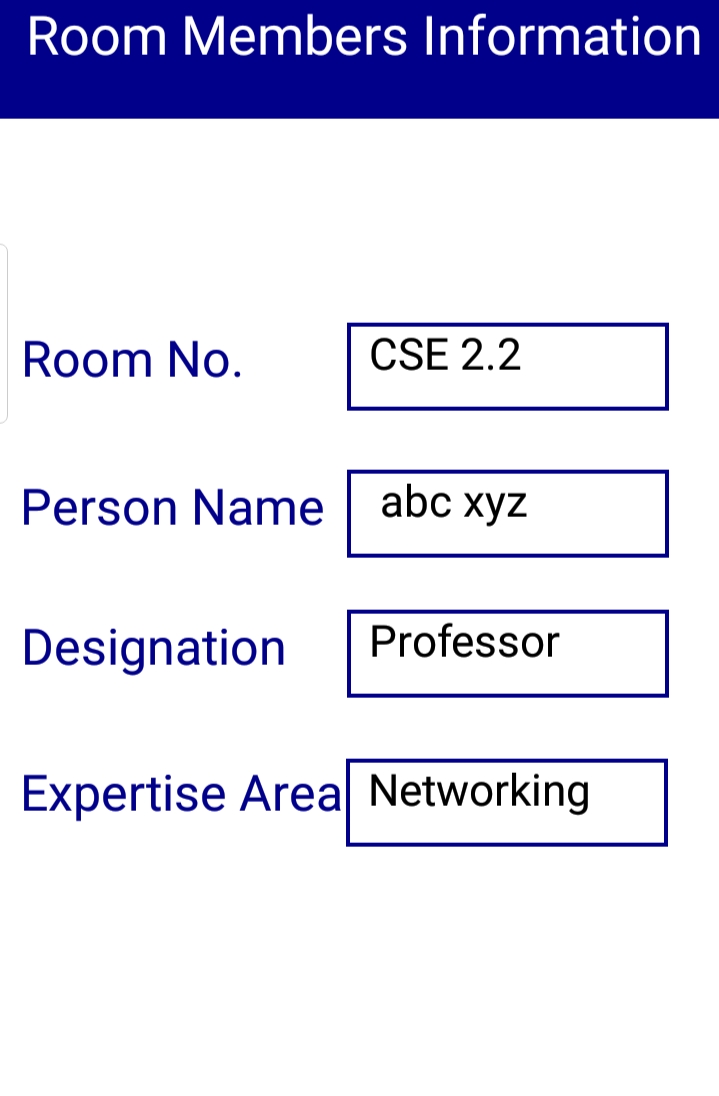 Room Members Information
Room No. CSE 2.2
Person Name abc xyz
Designation Professor
Expertise Area Networking